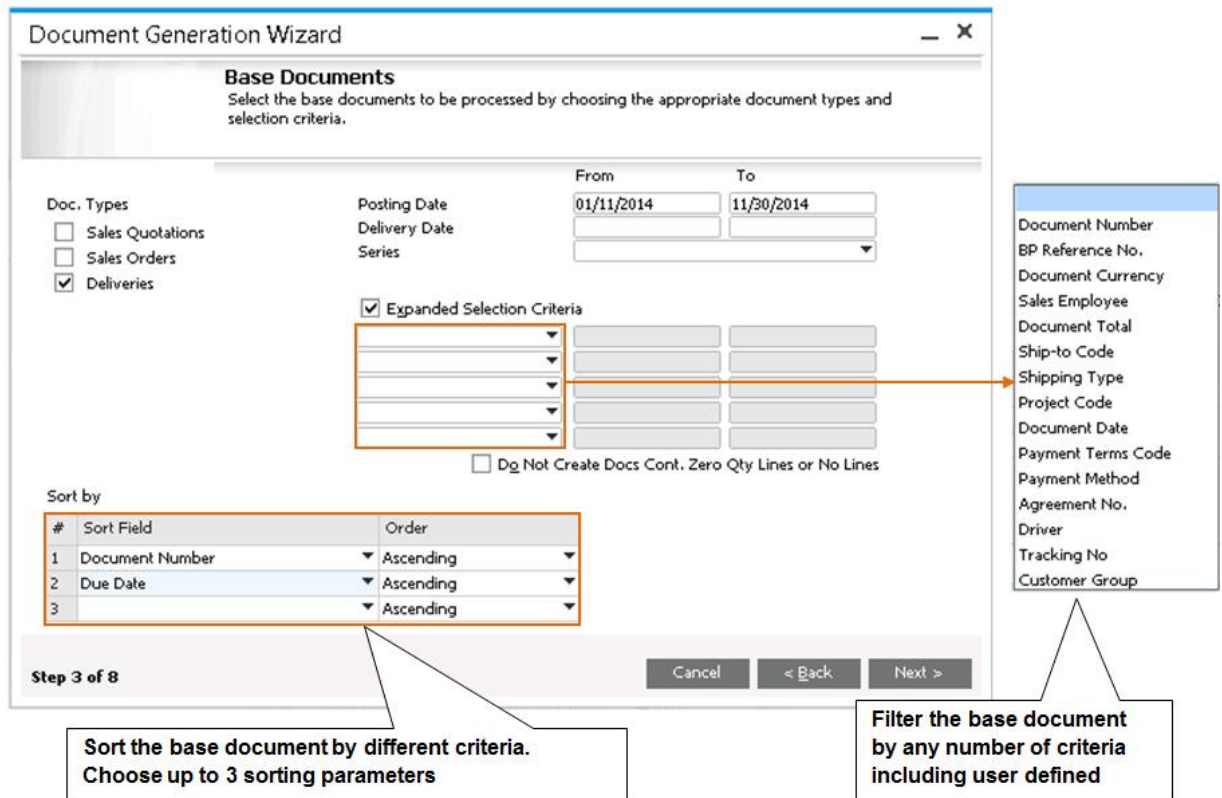 Document Generation Wizard
Base Documents
Select the base documents to be processed by choosing the appropriate document types and
selection criteria.
From To
Doc. Types Posting Date 01/11/2014 11/30/2014
Sales Quotations Delivery Date
Sales Orders Series
Deliveries
Expanded Selection Criteria
Do Not Create Docs Cont. Zero Qty Lines or No Lines
Sort by
# Sort Field Order
1 Document Number Ascending
2 Due Date Ascending
3 Ascending
Step 3 of 8 Cancel < Back Next >
Document Number
BP Reference No.
Document Currency
Sales Employee
Document Total
Ship-to Code
Shipping Type
Project Code
Document Date
Payment Terms Code
Payment Method
Agreement No.
Driver
Tracking No
Customer Group
Sort the base document by different criteria.
Choose up to 3 sorting parameters
Filter the base document
by any number of criteria
including user defined